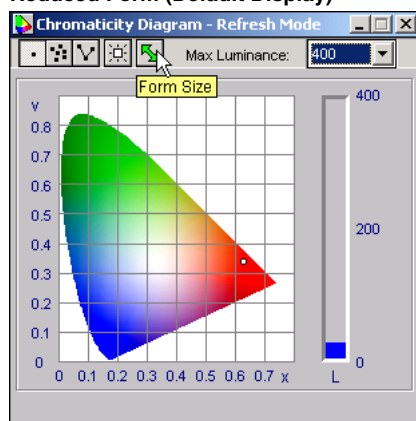 Reduced Form (Default Display)
Chromaticity Diagram - Refresh Mode
Max Luminance: 400
Form Size
y
0.8
0.7
0.6
0.5
0.4
0.3
0.2
0.1
0
0 0.1 0.2 0.3 0.4 0.5 0.6 0.7 x
400
200
0
L